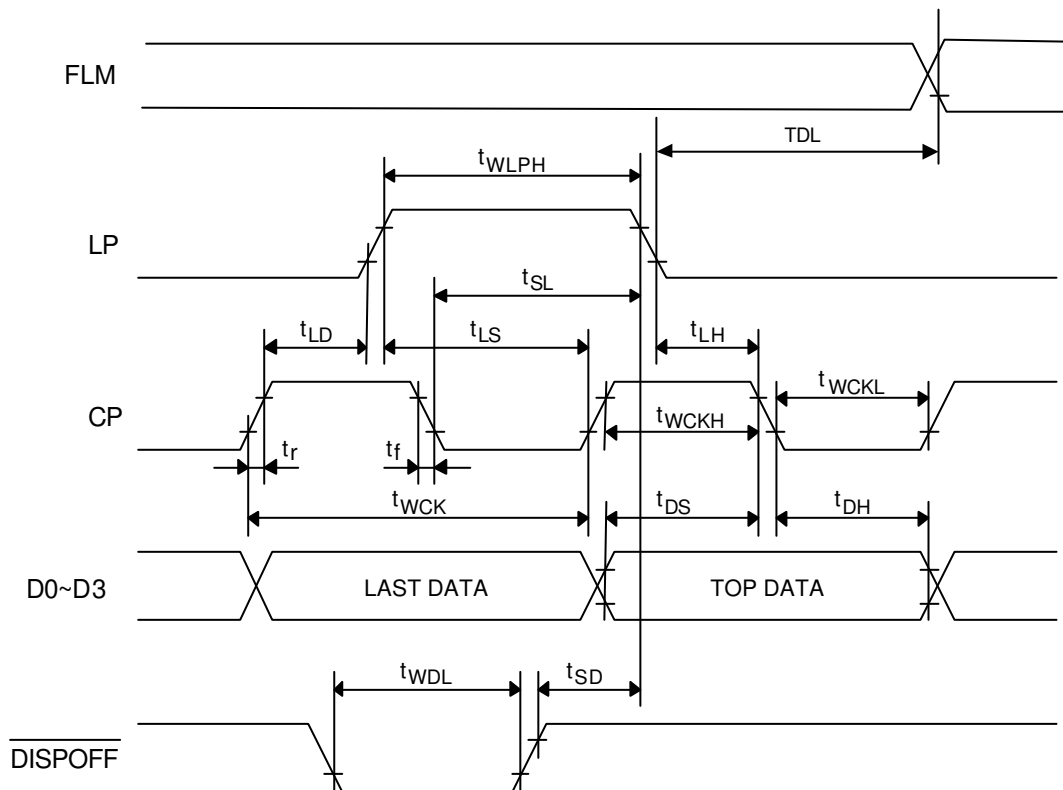 FLM
TDL
tWLPH
LP
tSL
tLD
tLS
tLH
tWCKL
CP
tWCKH
tr
tf
tWCK
tDS
tDH
D0~D3
LAST DATA
TOP DATA
tWDL
tSD
DISPOFF